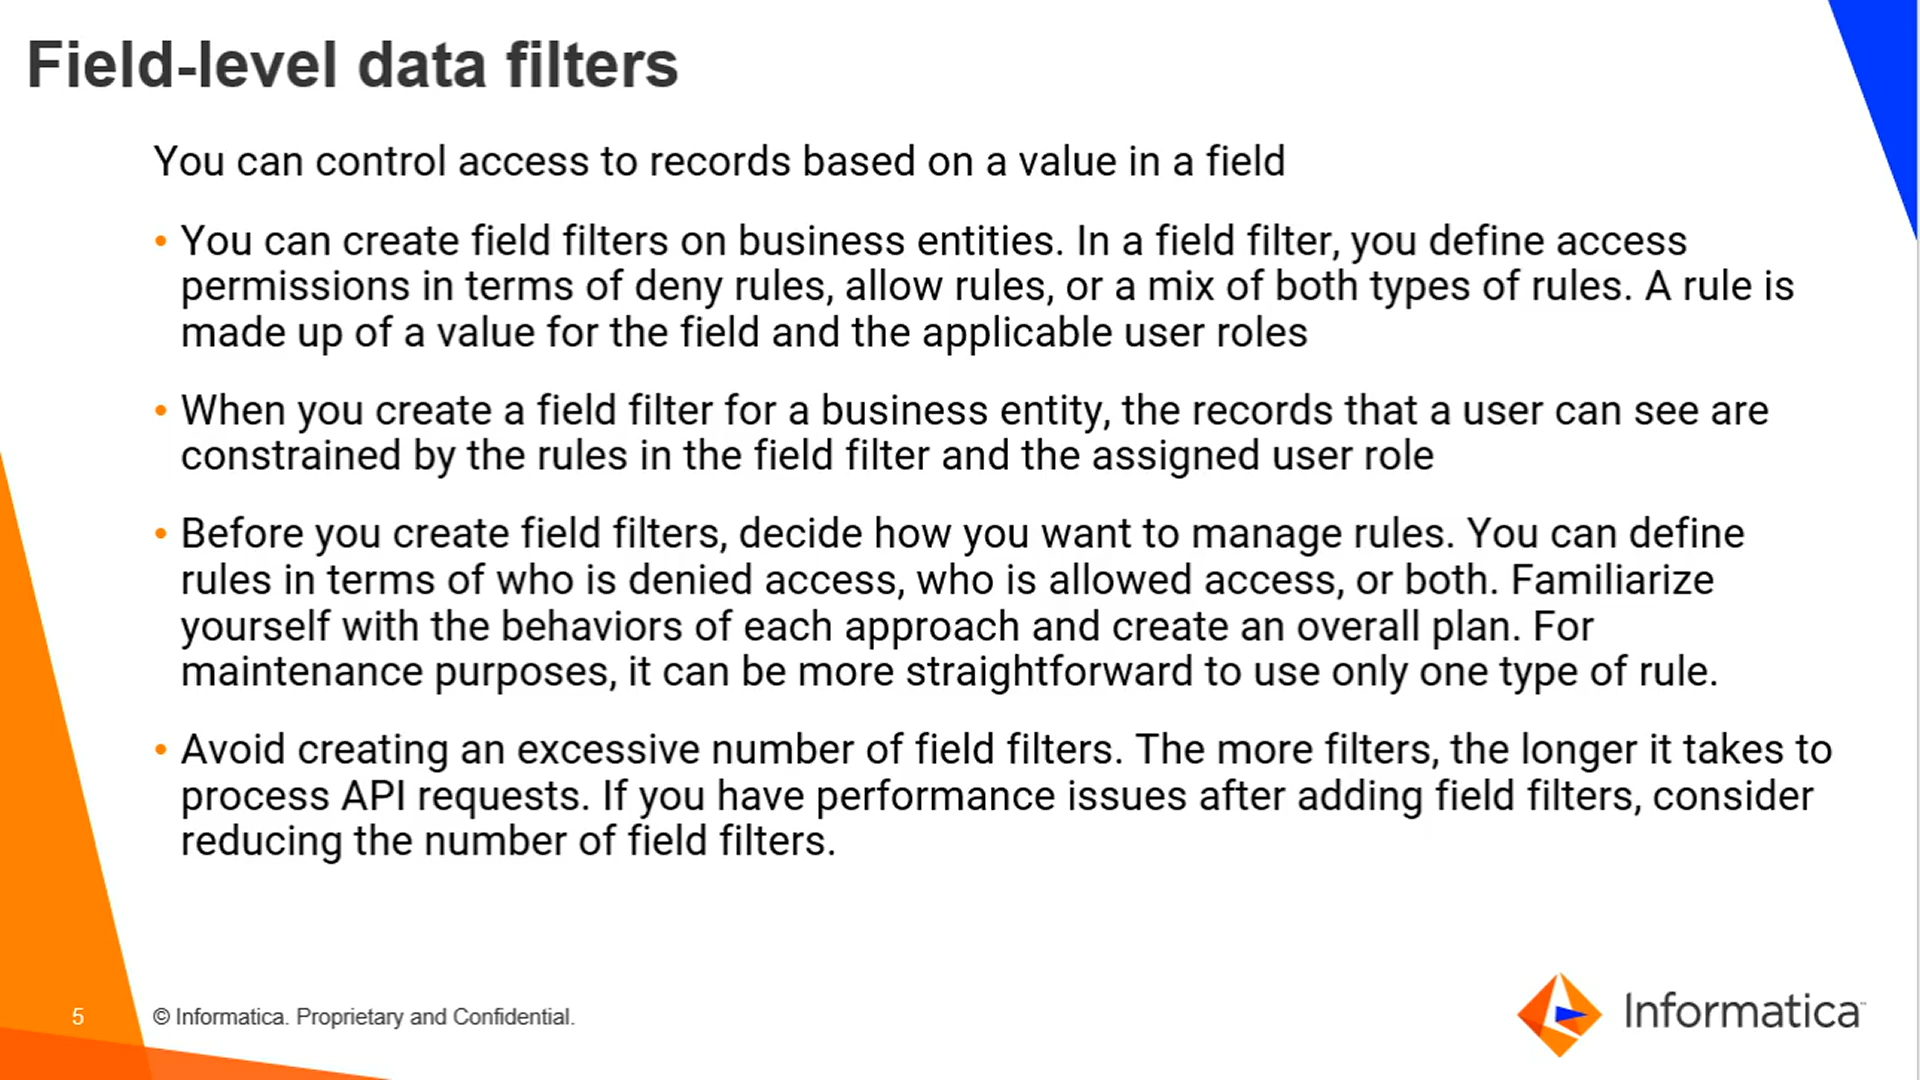 Field-level data filters
You can control access to records based on a value in a field
• You can create field filters on business entities. In a field filter, you define access
permissions in terms of deny rules, allow rules, or a mix of both types of rules. A rule is
made up of a value for the field and the applicable user roles
• When you create a field filter for a business entity, the records that a user can see are
constrained by the rules in the field filter and the assigned user role
• Before you create field filters, decide how you want to manage rules. You can define
rules in terms of who is denied access, who is allowed access, or both. Familiarize
yourself with the behaviors of each approach and create an overall plan. For
maintenance purposes, it can be more straightforward to use only one type of rule.
• Avoid creating an excessive number of field filters. The more filters, the longer it takes to
process API requests. If you have performance issues after adding field filters, consider
reducing the number of field filters.
5
© Informatica. Proprietary and Confidential.
Informatica™